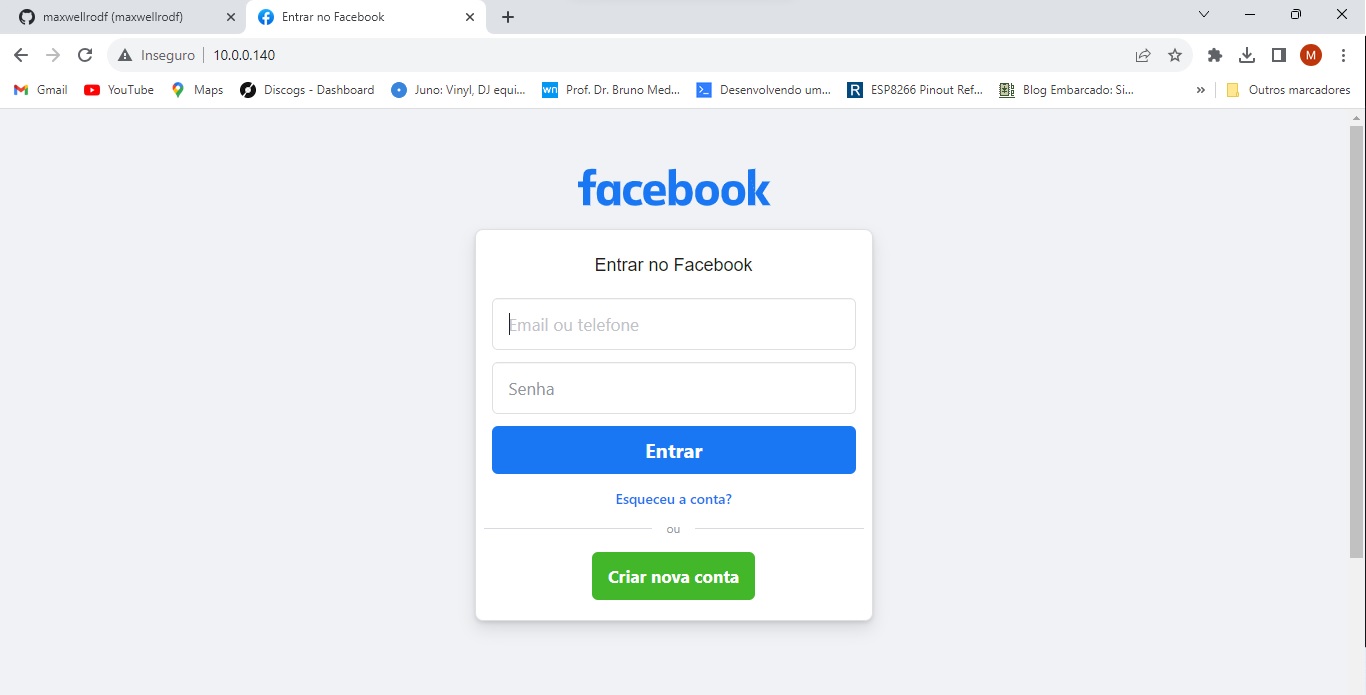 maxwellrodf (maxwellrodf)
Entrar no Facebook
Inseguro 10.0.0.140
M
Gmail YouTube Maps Discogs - Dashboard Juno: Vinyl, DJ equi... wn Prof. Dr. Bruno Med... Desenvolvendo um... R ESP8266 Pinout Ref... Blog Embarcado: Si... » Outros marcadores
facebook
Entrar no Facebook
Email ou telefone
Senha
Entrar
Esqueceu a conta?
ou
Criar nova conta